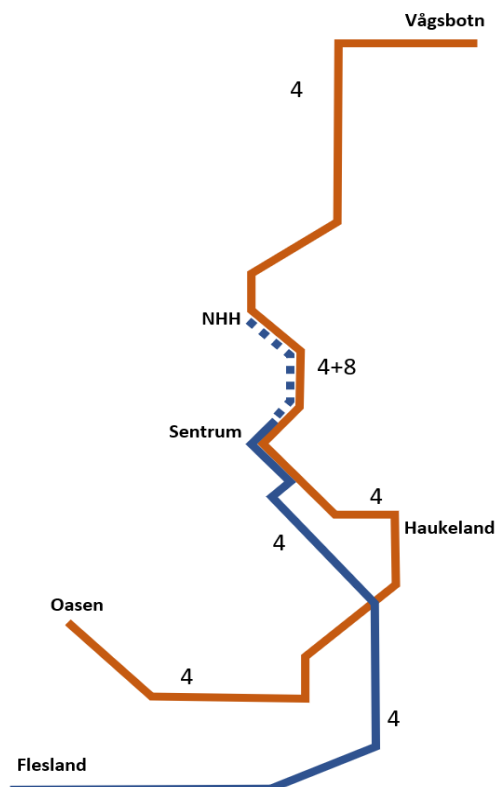 Vågsbotn
4
NHH
4+8
Sentrum
4
Haukeland
4
Oasen
4
4
Flesland